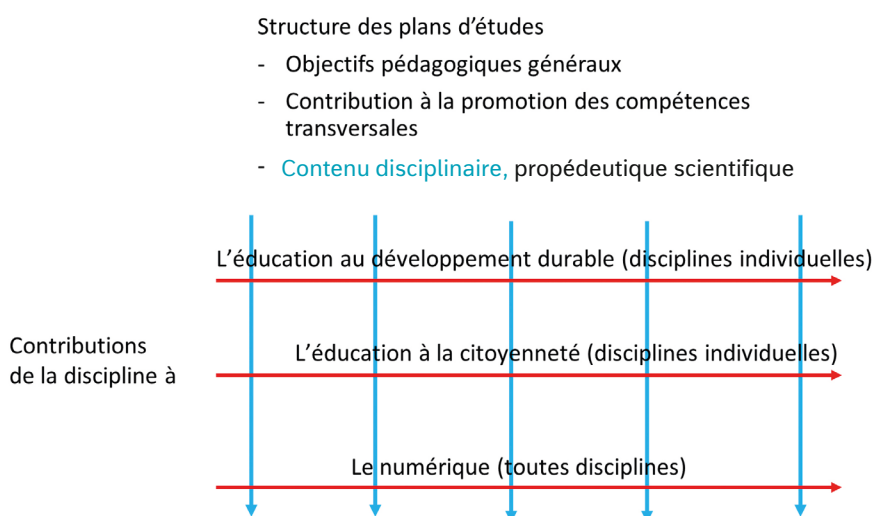 Structure des plans d’études
- Objectifs pédagogiques généraux
- Contribution à la promotion des compétences
transversales
- Contenu disciplinaire, propédeutique scientifique
L’éducation au développement durable (disciplines individuelles)
Contributions
de la discipline à
L’éducation à la citoyenneté (disciplines individuelles)
Le numérique (toutes disciplines)